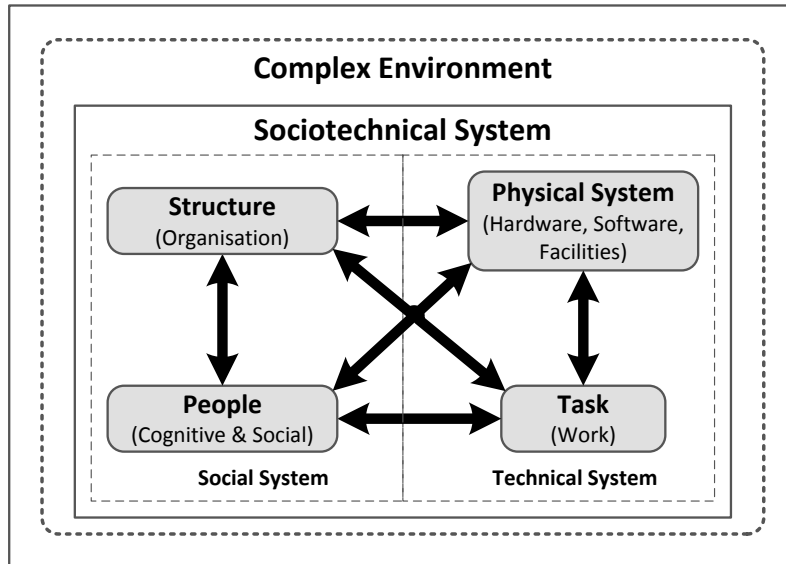 Complex Environment
Sociotechnical System
Structure
(Organisation)
Physical System
(Hardware, Software,
Facilities)
People
(Cognitive & Social)
Task
(Work)
Social System
Technical System